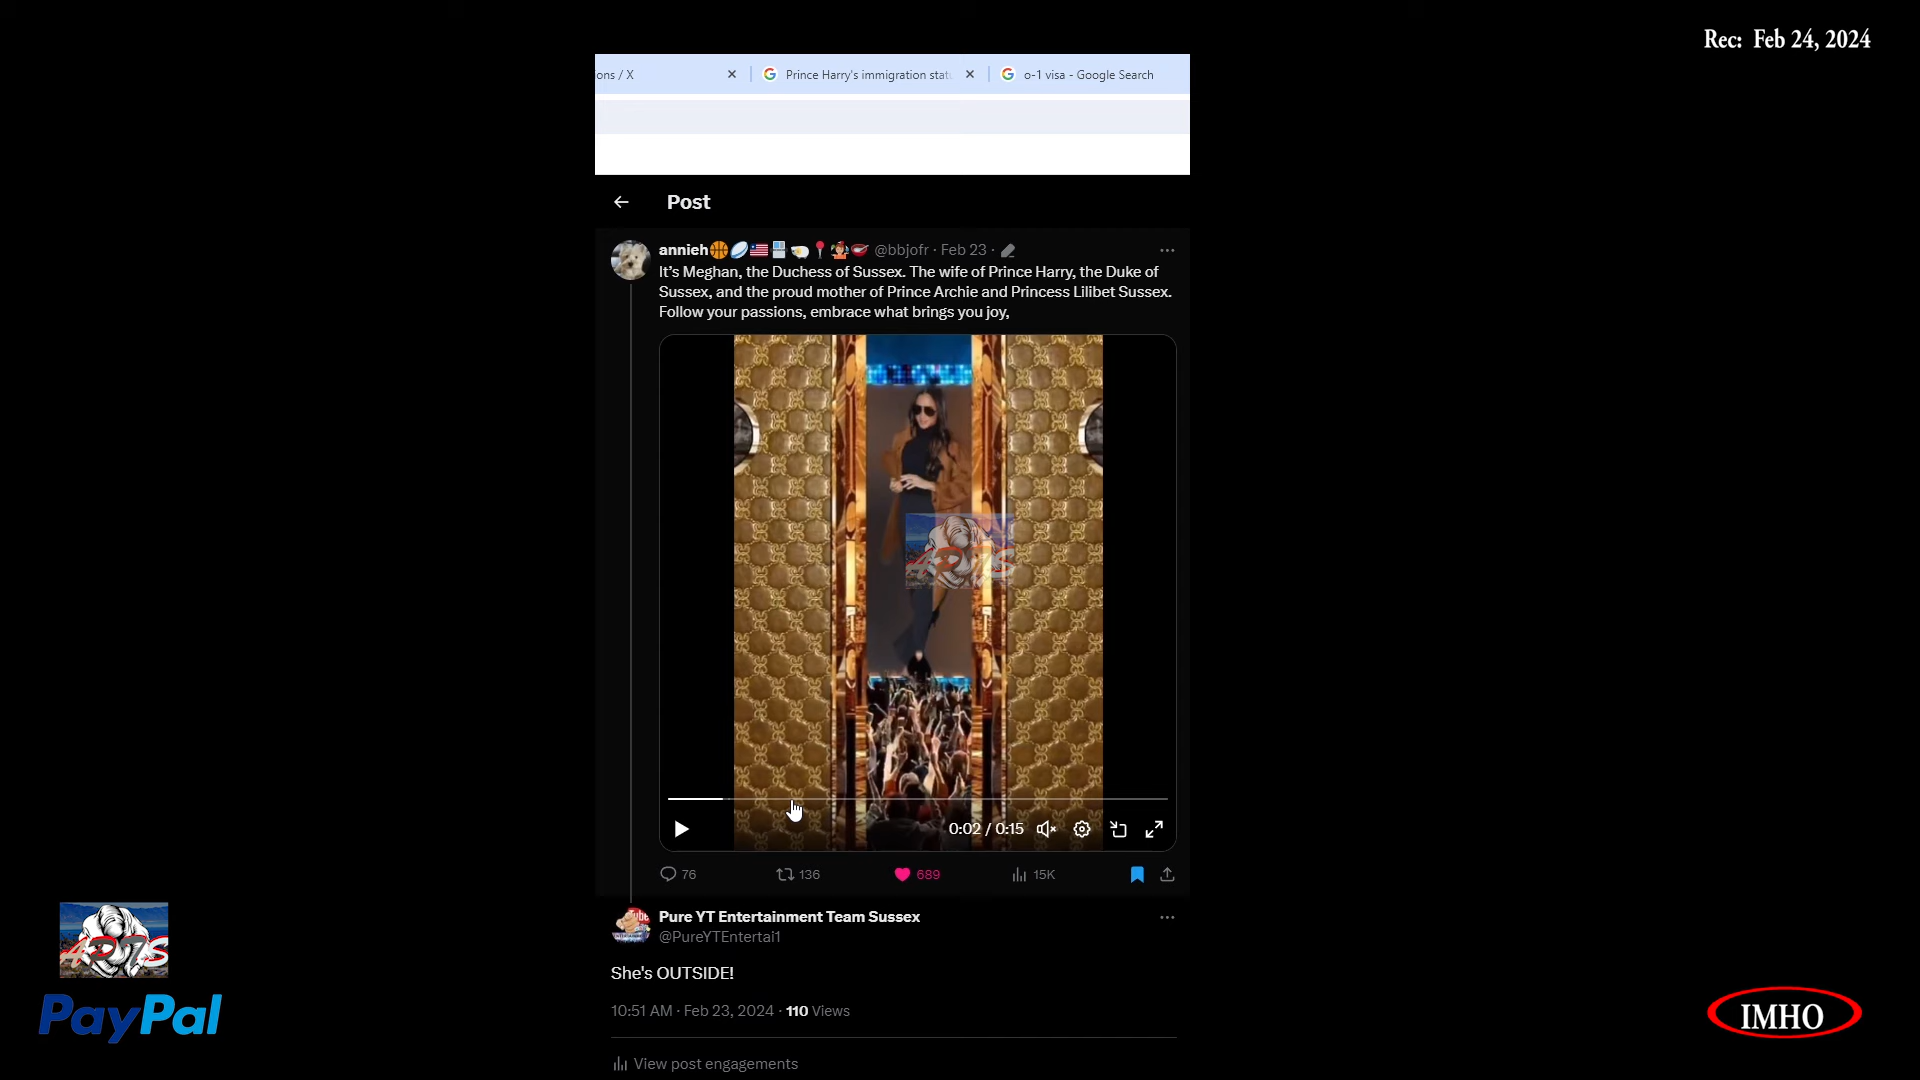 Rec: Feb 24, 2024
ons / X
Prince Harry's immigration stat
o-1 visa - Google Search
Post
annieh @bbjofr · Feb 23 ·
It's Meghan, the Duchess of Sussex. The wife of Prince Harry, the Duke of
Sussex, and the proud mother of Prince Archie and Princess Lilibet Sussex.
Follow your passions, embrace what brings you joy,
0:02 / 0:15
76 136 689 15K
Pure YT Entertainment Team Sussex
@PureYTEntertai1
She's OUTSIDE!
10:51 AM · Feb 23, 2024 · 110 Views
View post engagements
PayPal
IMHO